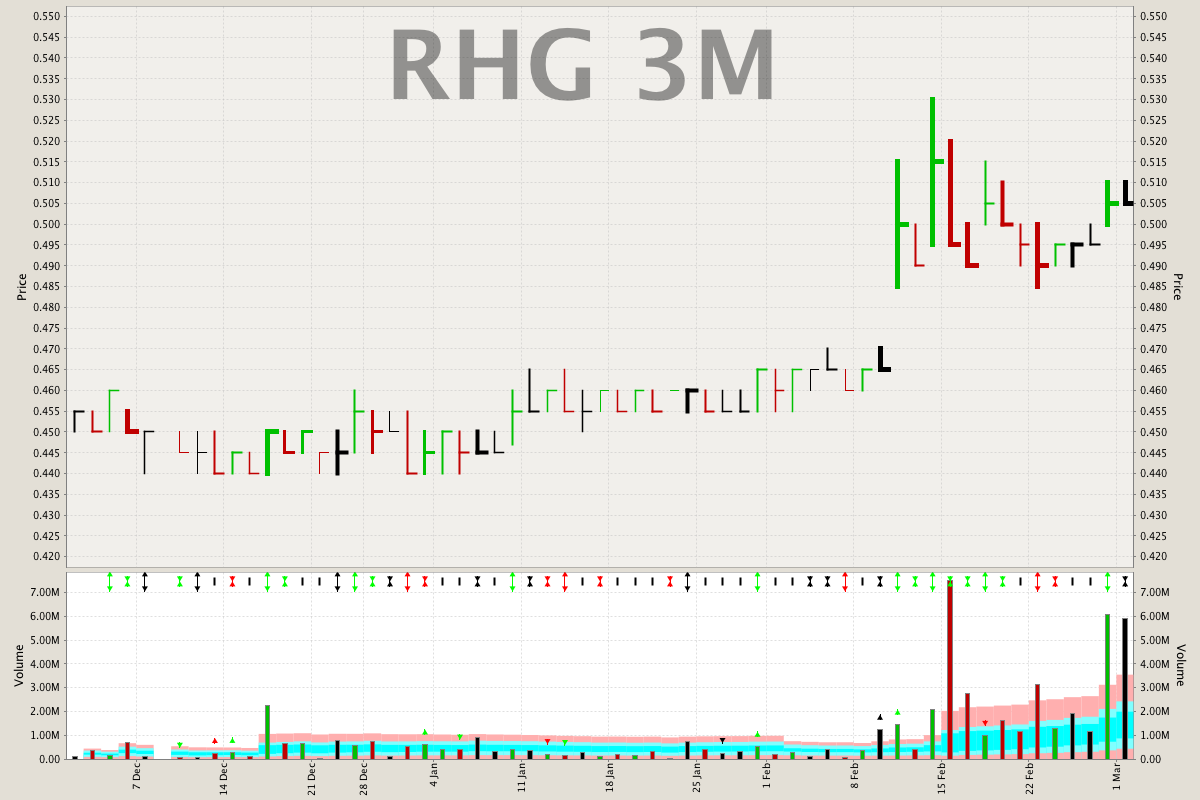 RHG 3M
0.550
0.545
0.540
0.535
0.530
0.525
0.520
0.515
0.510
0.505
0.500
0.495
0.490
0.485
0.480
0.475
0.470
0.465
0.460
0.455
0.450
0.445
0.440
0.435
0.430
0.425
0.420
Price
0.550
0.545
0.540
0.535
0.530
0.525
0.520
0.515
0.510
0.505
0.500
0.495
0.490
0.485
0.480
0.475
0.470
0.465
0.460
0.455
0.450
0.445
0.440
0.435
0.430
0.425
0.420
Price
7.00M
6.00M
5.00M
4.00M
3.00M
2.00M
1.00M
0.00
Volume
7.00M
6.00M
5.00M
4.00M
3.00M
2.00M
1.00M
0.00
Volume
7 Dec
14 Dec
21 Dec
28 Dec
4 Jan
11 Jan
18 Jan
25 Jan
1 Feb
8 Feb
15 Feb
22 Feb
1 Mar